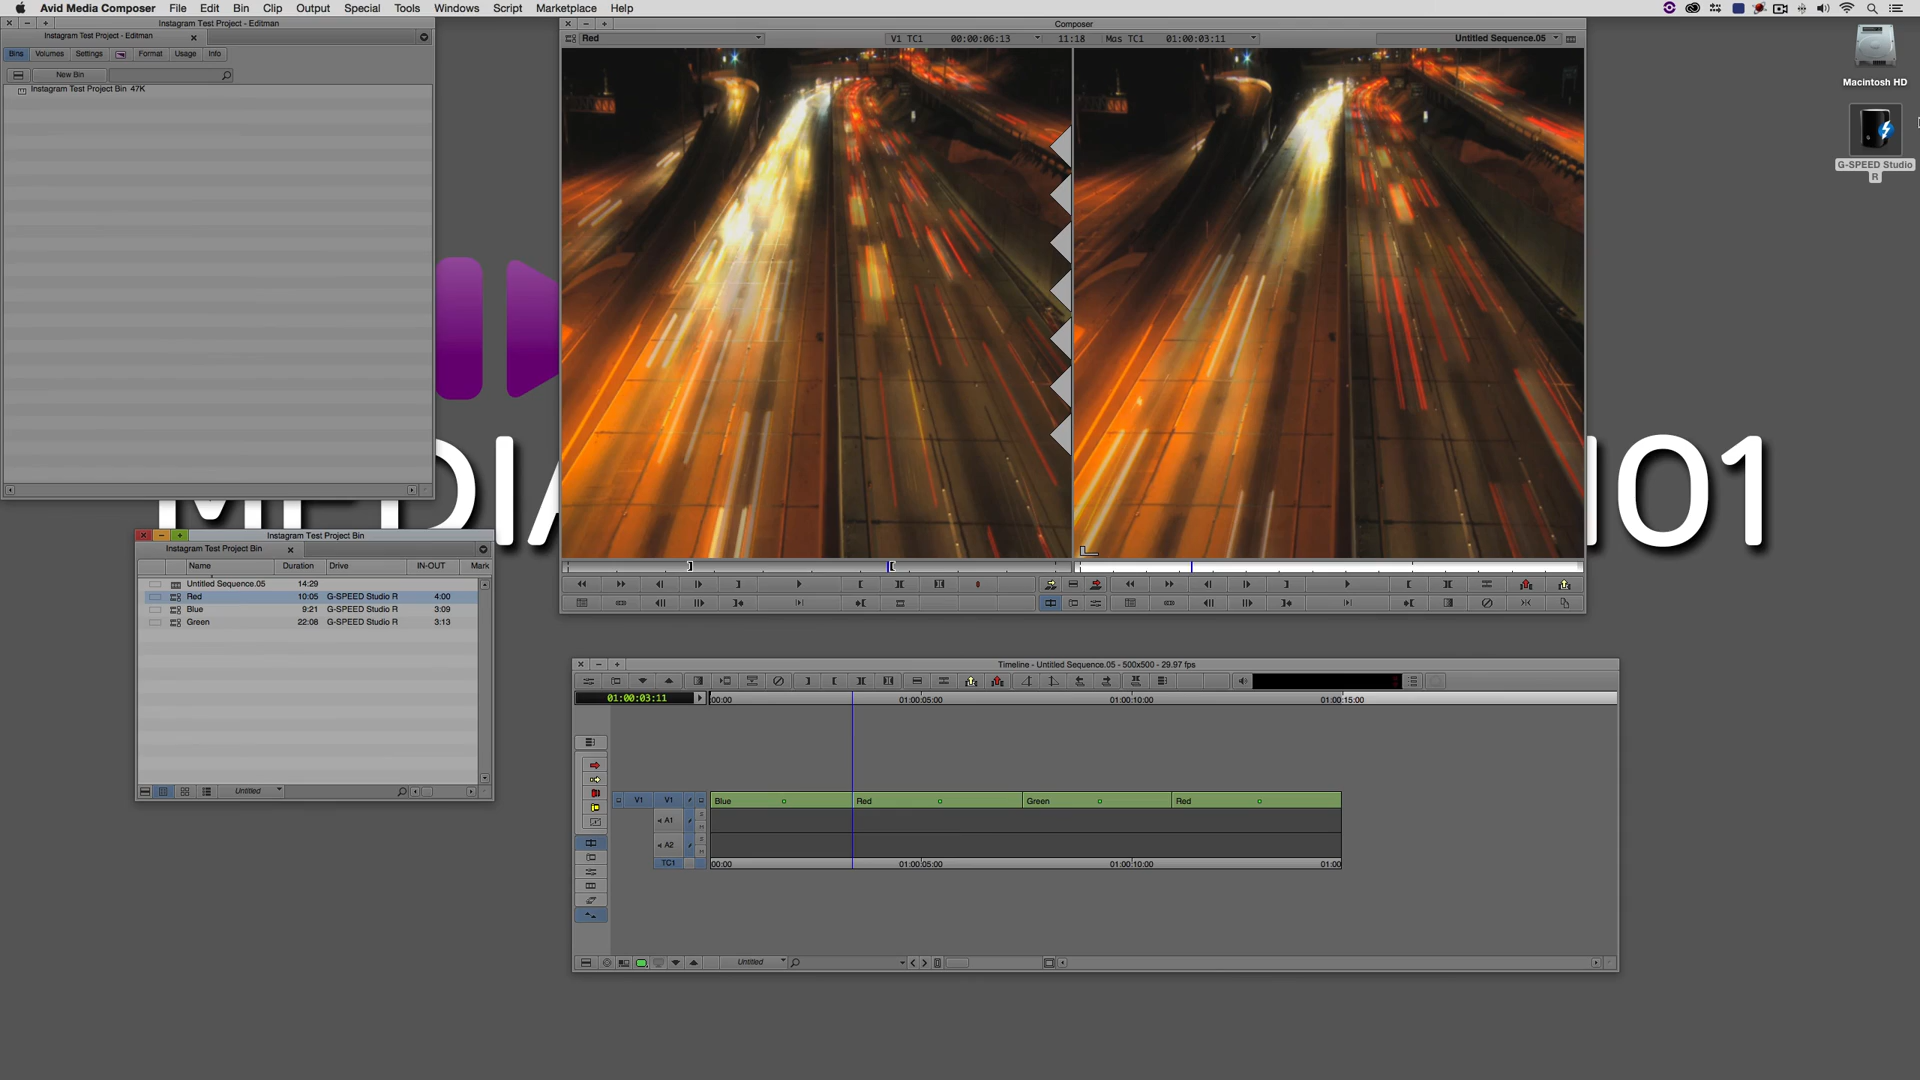 Avid Media Composer File Edit Bin Clip Output Special Tools Windows Script Marketplace Help
Instagram Test Project - Editman
Instagram Test Project - Editman
Bins Volumes Settings Format Usage Info
New Bin
Instagram Test Project Bin 47K
Composer
Red V1 TC1 00:00:06:13 11:18 Mas TC1 01:00:03:11 Untitled Sequence.05
Macintosh HD
G-SPEED Studio R
101
Instagram Test Project Bin
Instagram Test Project Bin
Name Duration Drive IN-OUT Mark
Untitled Sequence.05 14:29
Red 10:05 G-SPEED Studio R 4:00
Blue 9:21 G-SPEED Studio R 3:09
Green 22:08 G-SPEED Studio R 3:13
Untitled
Timeline - Untitled Sequence.05 - 500x500 - 29.97 fps
01:00:03:11 00:00 01:00:05:00 01:00:10:00 01:00:15:00
V1 V1 Blue Red Green Red
A1
A2
TC1 00:00 01:00:05:00 01:00:10:00 01:00
Untitled